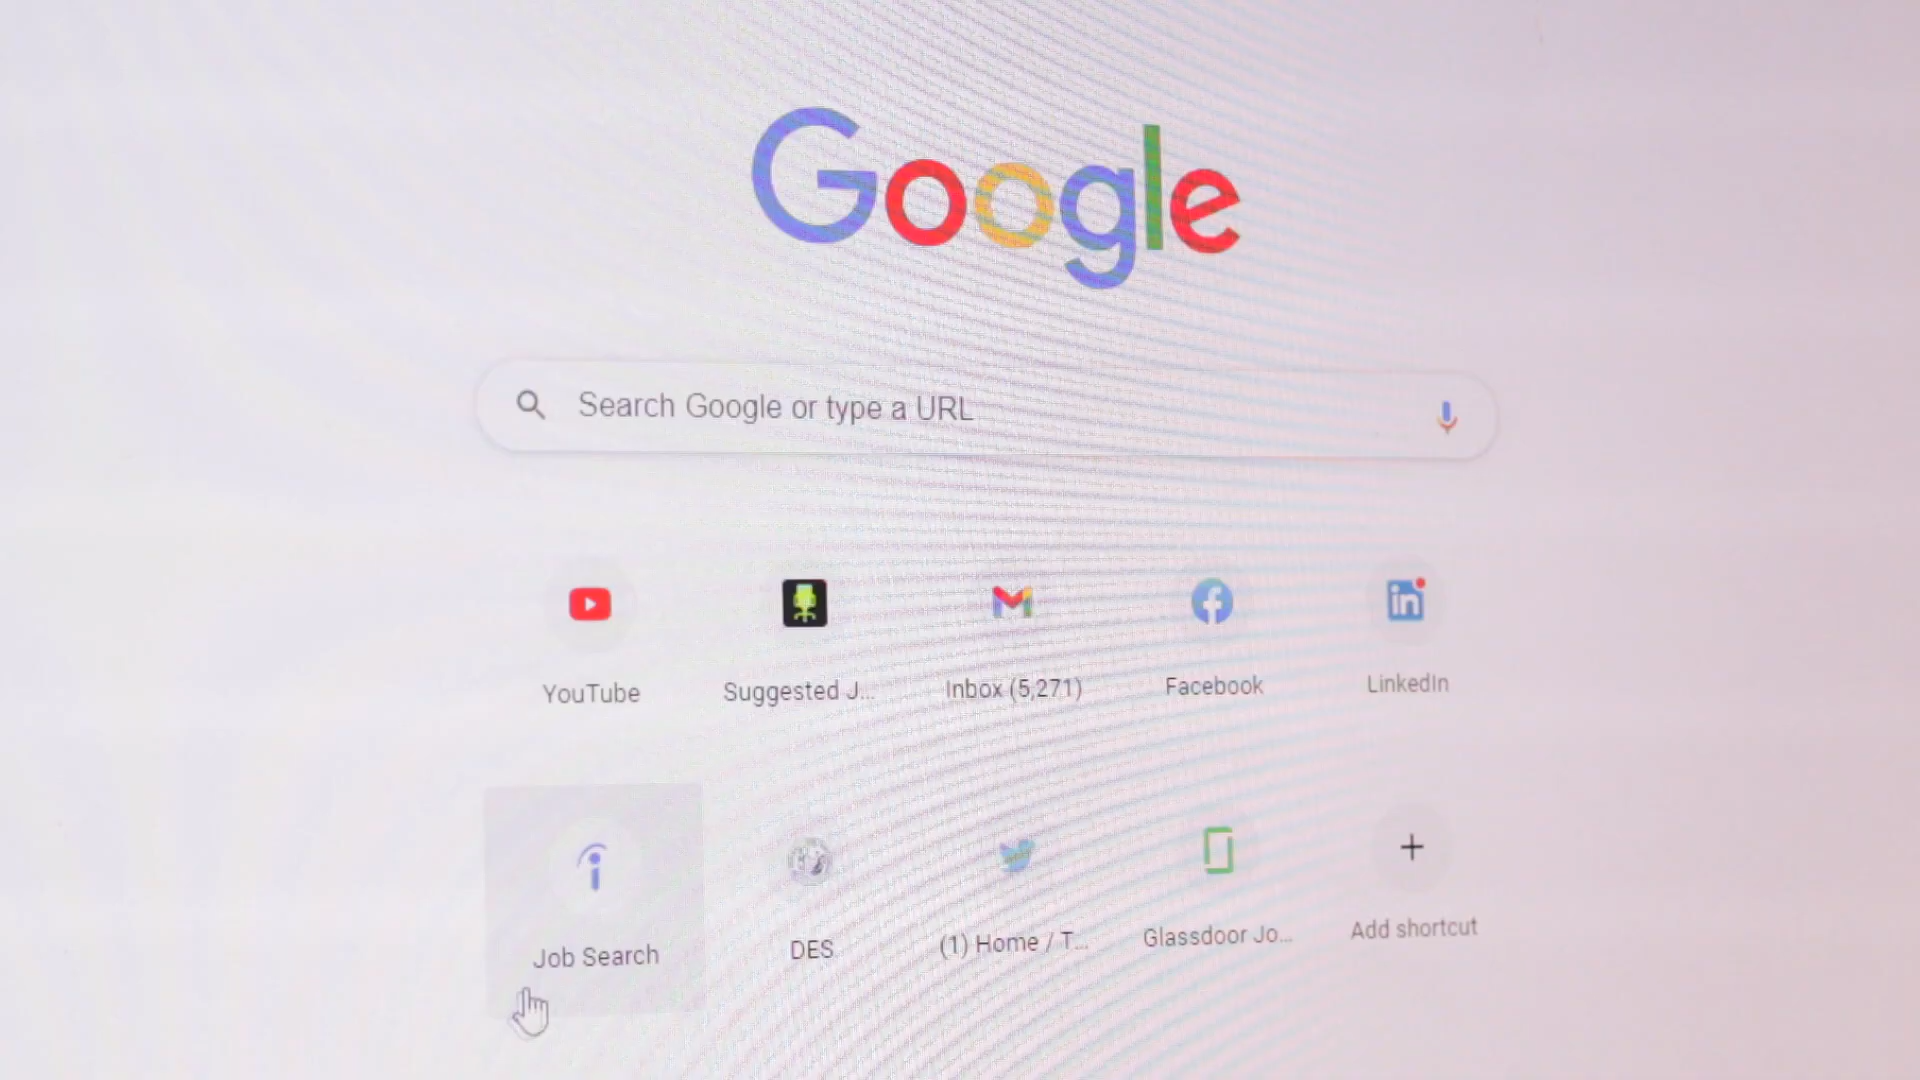 Google
Search Google or type a URL
YouTube
Suggested J...
Inbox (5,271)
Facebook
in
LinkedIn
Job Search
DES
(1) Home / T...
Glassdoor Jo...
Add shortcut